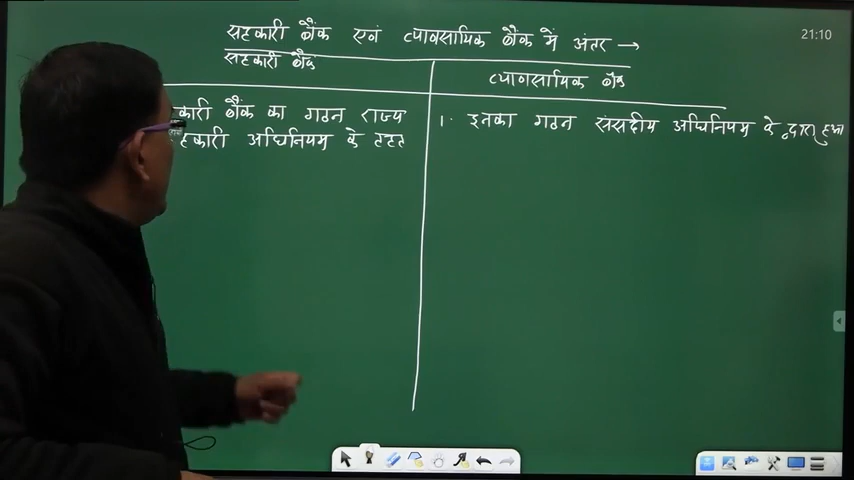 सहकारी बैंक एवं व्यावसायिक बैंक में अंतर →
21:10
सहकारी बैंक
व्यावसायिक बैंक
कारी बैंक का गठन राज्य
हकारी अधिनियम के तहत
1. इनका गठन संसदीय अधिनियम के द्वारा हुआ